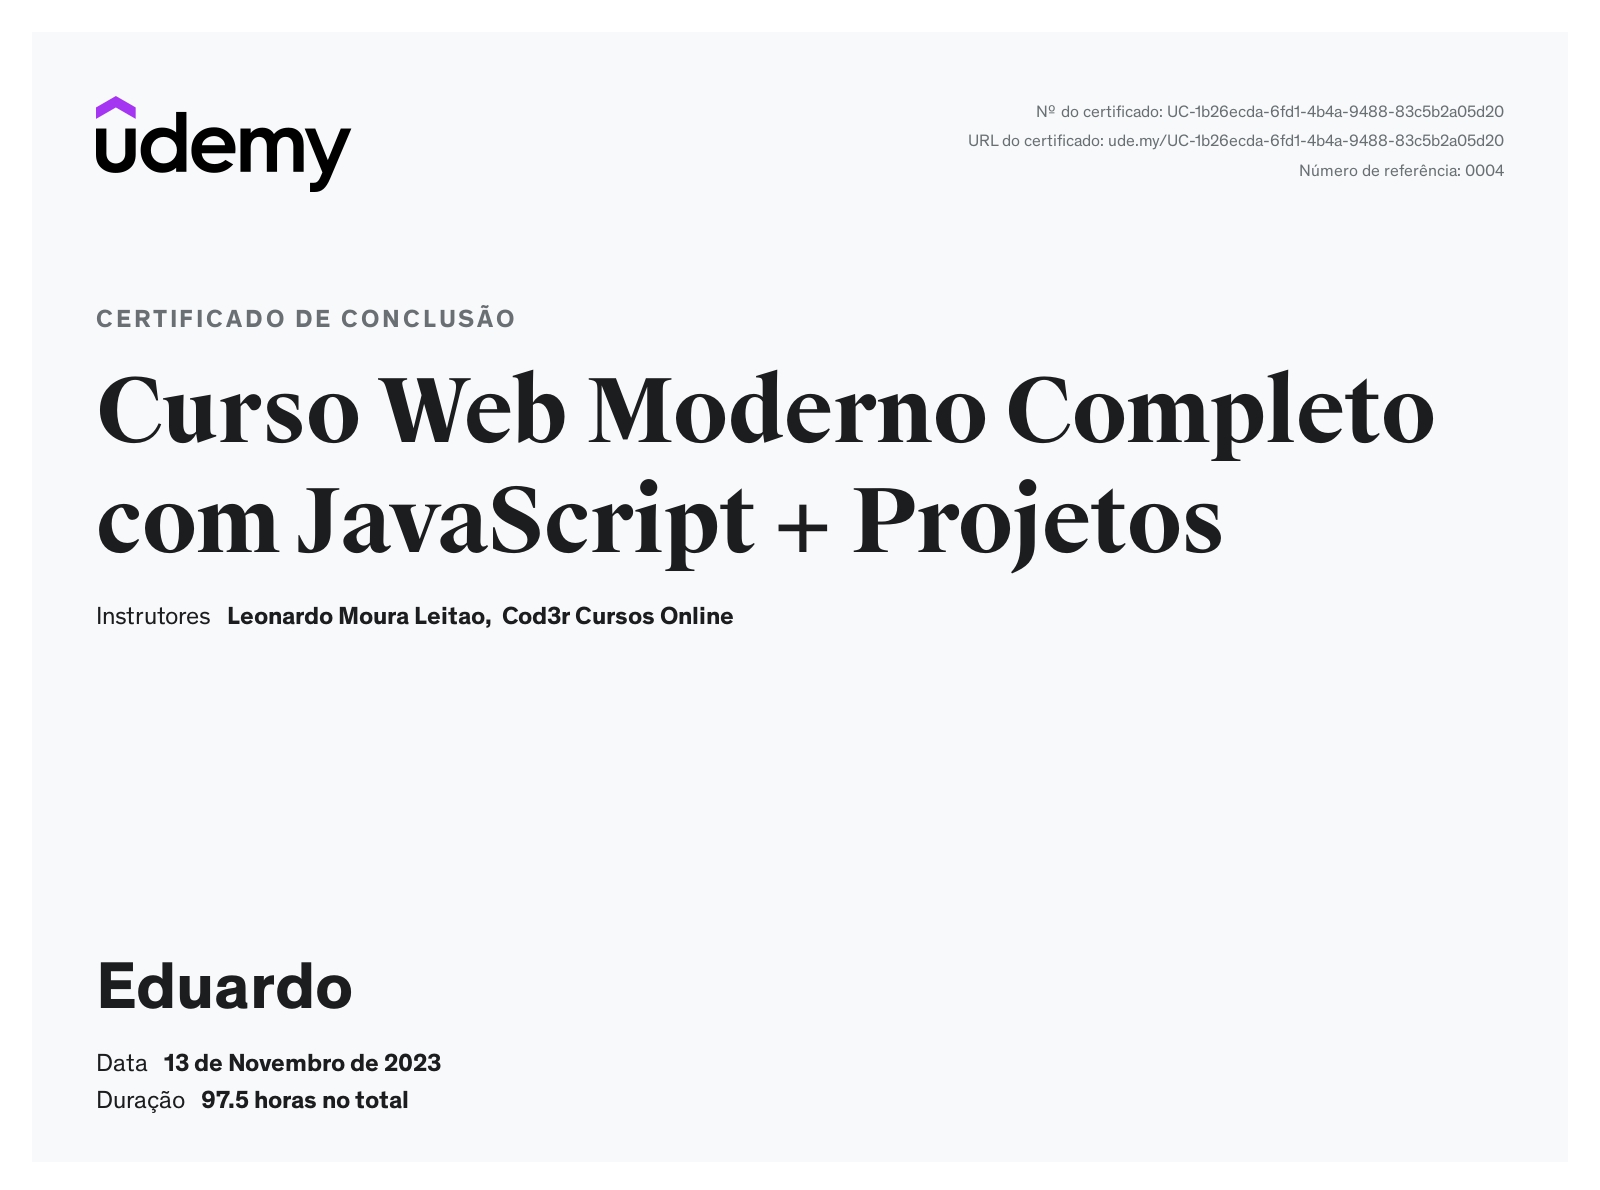 udemy
Nº do certificado: UC-1b26ecda-6fd1-4b4a-9488-83c5b2a05d20
URL do certificado: ude.my/UC-1b26ecda-6fd1-4b4a-9488-83c5b2a05d20
Número de referência: 0004
CERTIFICADO DE CONCLUSÃO
Curso Web Moderno Completo
com JavaScript + Projetos
Instrutores Leonardo Moura Leitao, Cod3r Cursos Online
Eduardo
Data 13 de Novembro de 2023
Duração 97.5 horas no total